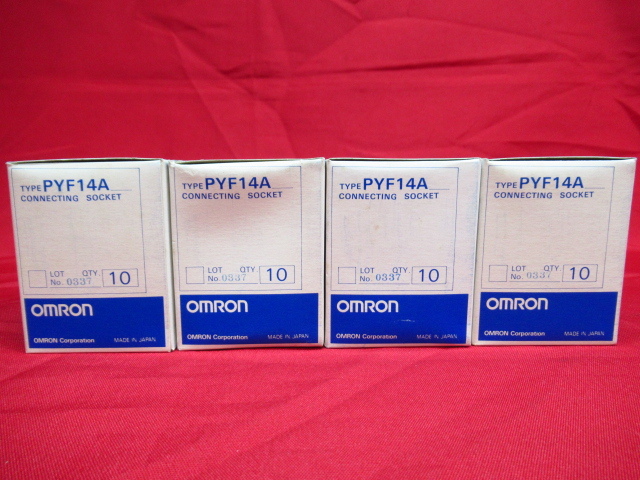 TYPE PYF14A
CONNECTING SOCKET
LOT QTY.
No. 0337 10
OMRON
OMRON Corporation MADE IN JAPAN
TYPE PYF14A
CONNECTING SOCKET
LOT QTY.
No. 0337 10
OMRON
OMRON Corporation MADE IN JAPAN
TYPE PYF14A
CONNECTING SOCKET
LOT QTY.
No. 0337 10
OMRON
OMRON Corporation MADE IN JAPAN
TYPE PYF14A
CONNECTING SOCKET
LOT QTY.
No. 0337 10
OMRON
OMRON Corporation MADE IN JAPAN